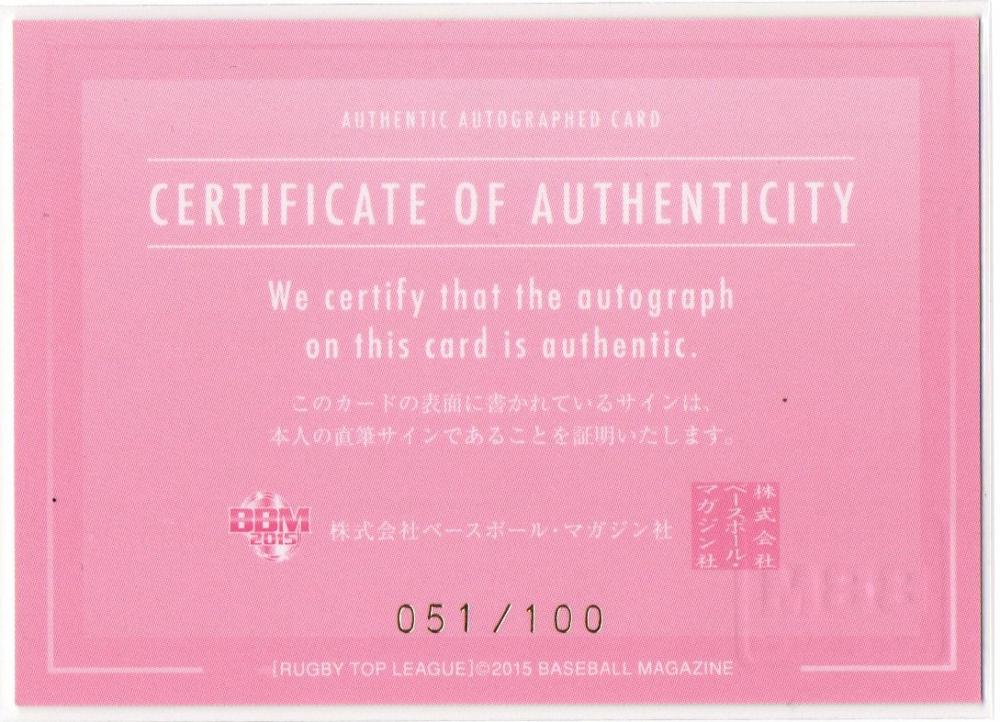 AUTHENTIC AUTOGRAPHED CARD
CERTIFICATE OF AUTHENTICITY
We certify that the autograph
on this card is authentic.
このカードの表面に書かれているサインは、
本人の直筆サインであることを証明いたします。
BBM
2015
株式会社ベースボール・マガジン社
株式会社
ベースボール・
マガジン社
051/100
[RUGBY TOP LEAGUE]©2015 BASEBALL MAGAZINE